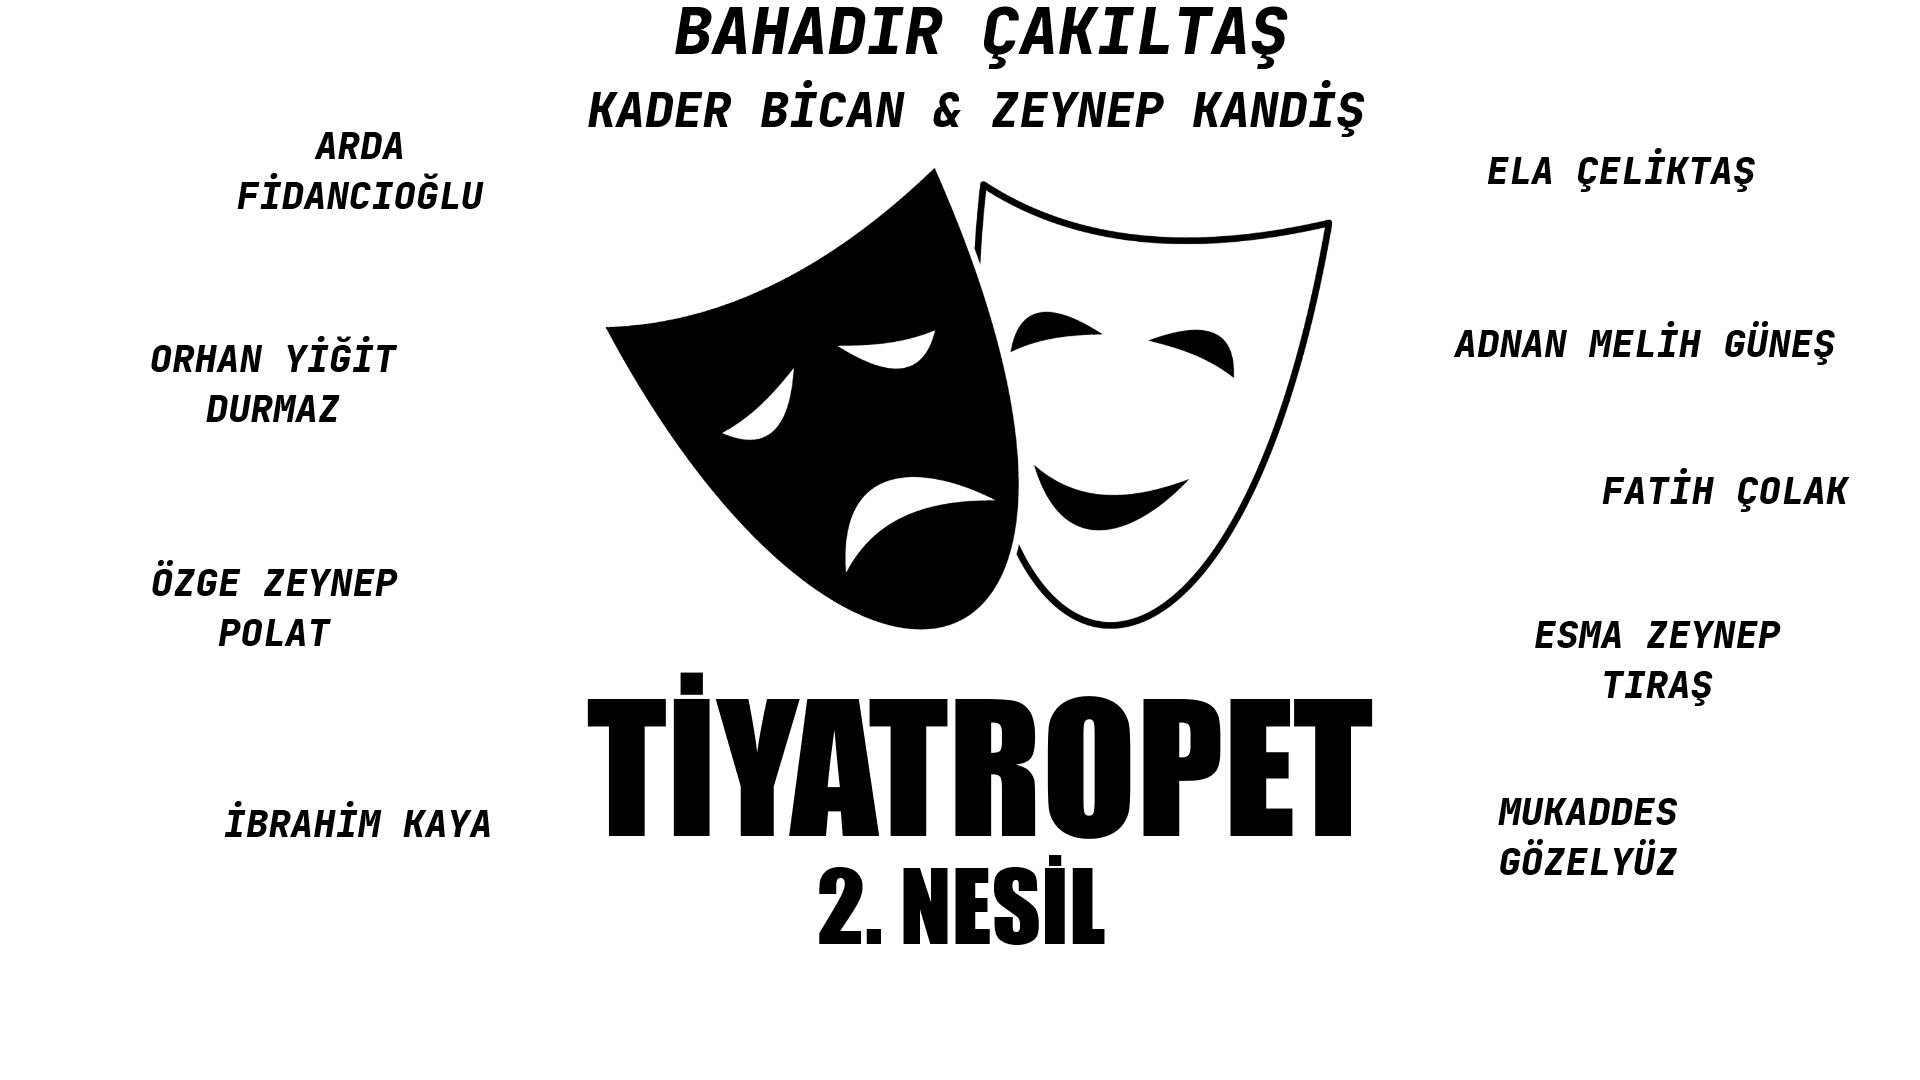 BAHADIR ÇAKILTAŞ
KADER BİCAN & ZEYNEP KANDİŞ
ARDA
FİDANCIOĞLU
ORHAN YİĞİT
DURMAZ
ÖZGE ZEYNEP
POLAT
İBRAHİM KAYA
ELA ÇELİKTAŞ
ADNAN MELİH GÜNEŞ
FATİH ÇOLAK
ESMA ZEYNEP
TIRAŞ
MUKADDES
GÖZELYÜZ
TİYATROPET
2. NESİL